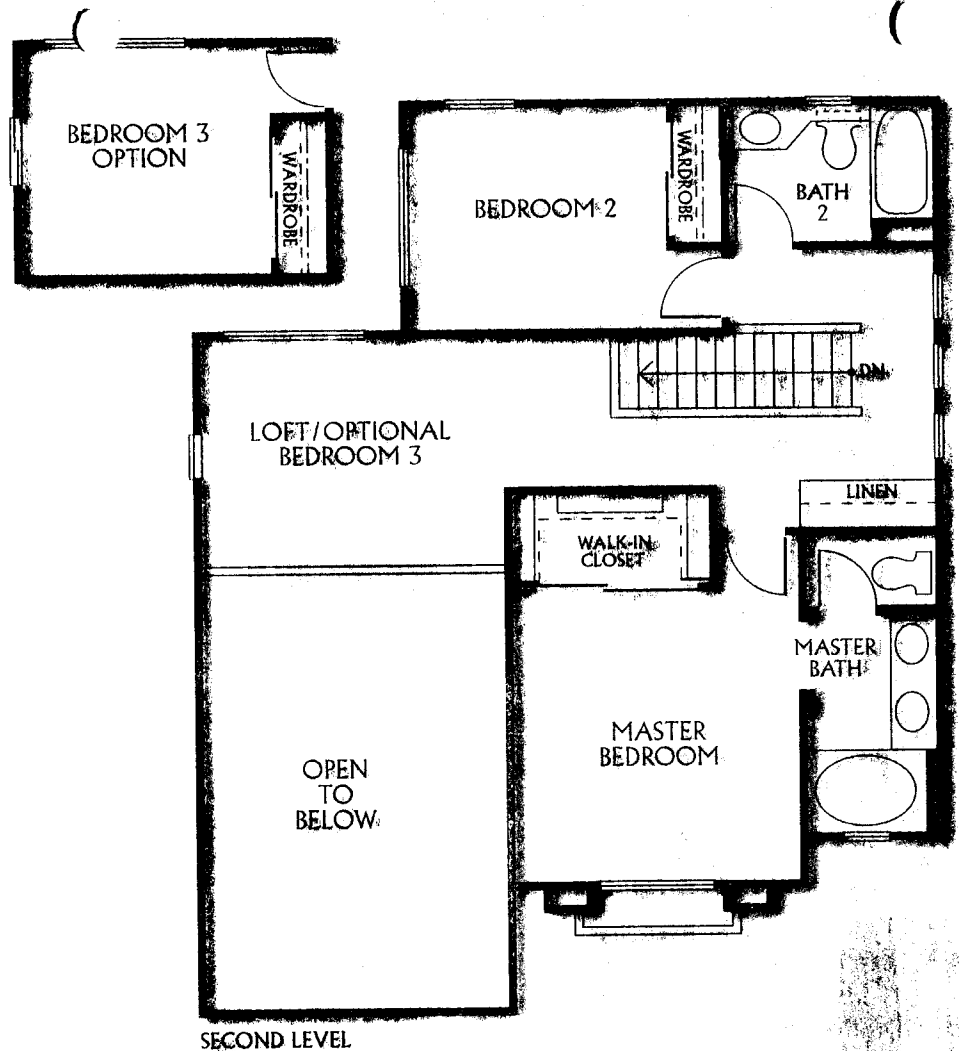 BEDROOM 3
OPTION
WARDROBE
BEDROOM 2
WARDROBE
BATH
2
DN.
LOFT/OPTIONAL
BEDROOM 3
LINEN
WALK-IN
CLOSET
MASTER
BATH
MASTER
BEDROOM
OPEN
TO
BELOW
SECOND LEVEL